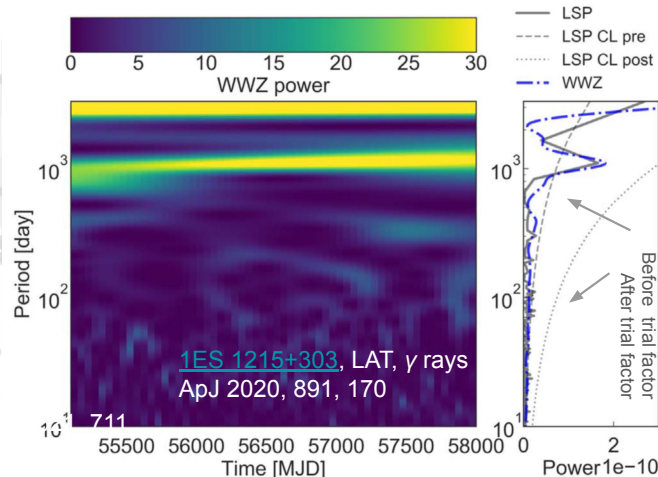 0 5 10 15 20 25 30
WWZ power
LSP
LSP CL pre
LSP CL post
WWZ
Period [day]
10³
10²
10¹
711
1ES 1215+303, LAT, γ rays
ApJ 2020, 891, 170
55500 56000 56500 57000 57500 58000
Time [MJD]
10³
10²
10¹
Before trial factor
After trial factor
0 2
Power 1e-10